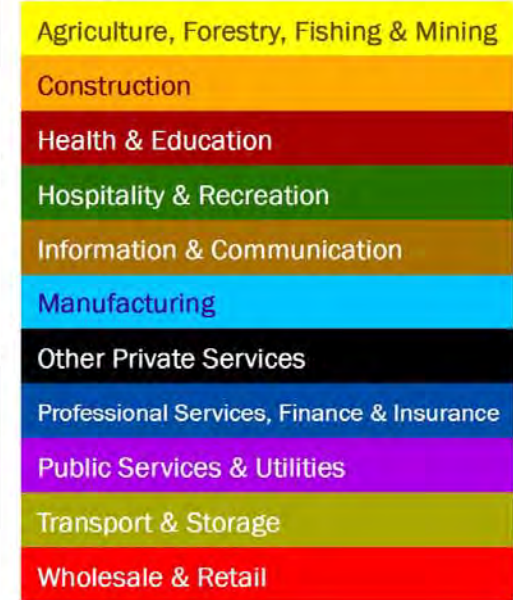 Agriculture, Forestry, Fishing & Mining
Construction
Health & Education
Hospitality & Recreation
Information & Communication
Manufacturing
Other Private Services
Professional Services, Finance & Insurance
Public Services & Utilities
Transport & Storage
Wholesale & Retail